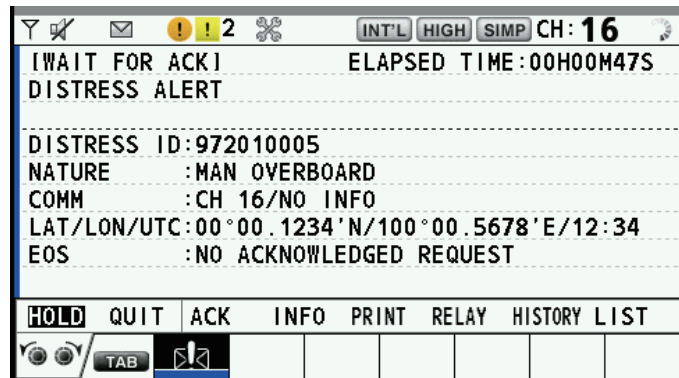 ! ! 2 INT'L HIGH SIMP CH: 16
[WAIT FOR ACK] ELAPSED TIME:00H00M47S
DISTRESS ALERT
DISTRESS ID:972010005
NATURE :MAN OVERBOARD
COMM :CH 16/NO INFO
LAT/LON/UTC:00°00.1234'N/100°00.5678'E/12:34
EOS :NO ACKNOWLEDGED REQUEST
HOLD QUIT ACK INFO PRINT RELAY HISTORY LIST
TAB